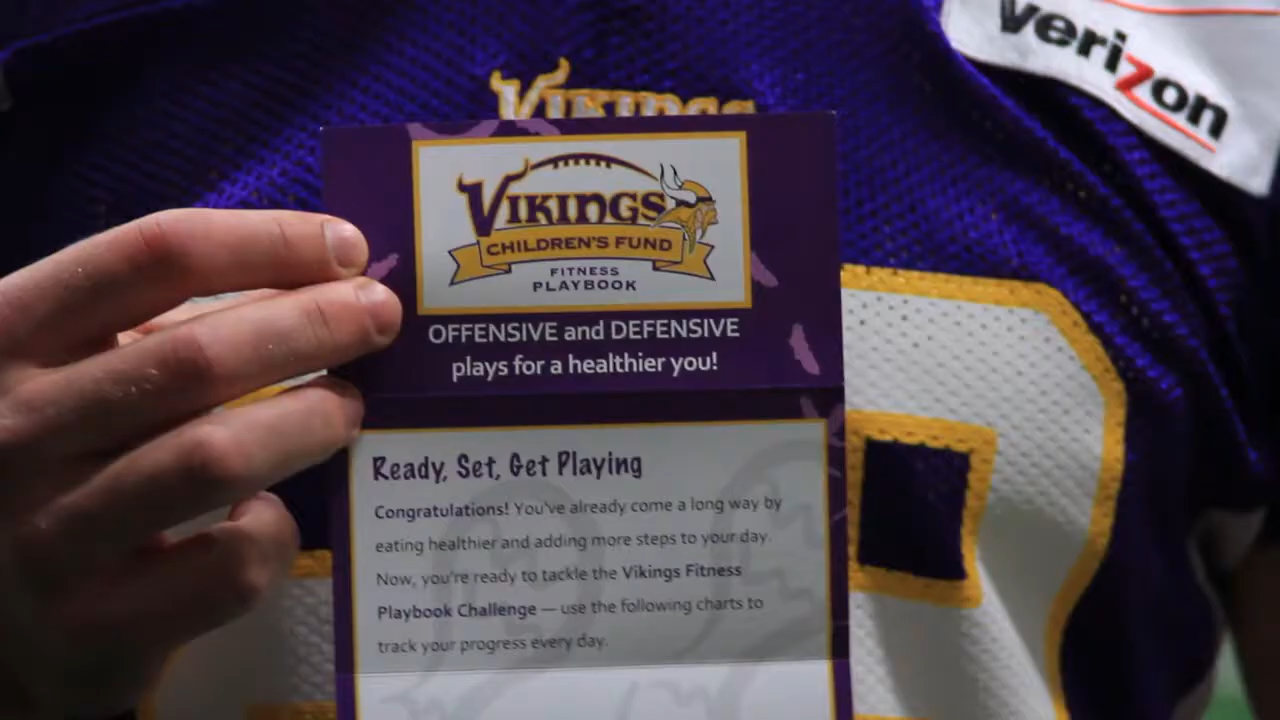 verizon
VIKINGS
VIKINGS
CHILDREN'S FUND
FITNESS
PLAYBOOK
OFFENSIVE and DEFENSIVE
plays for a healthier you!
Ready, Set, Get Playing
Congratulations! You've already come a long way by
eating healthier and adding more steps to your day.
Now, you're ready to tackle the Vikings Fitness
Playbook Challenge — use the following charts to
track your progress every day.